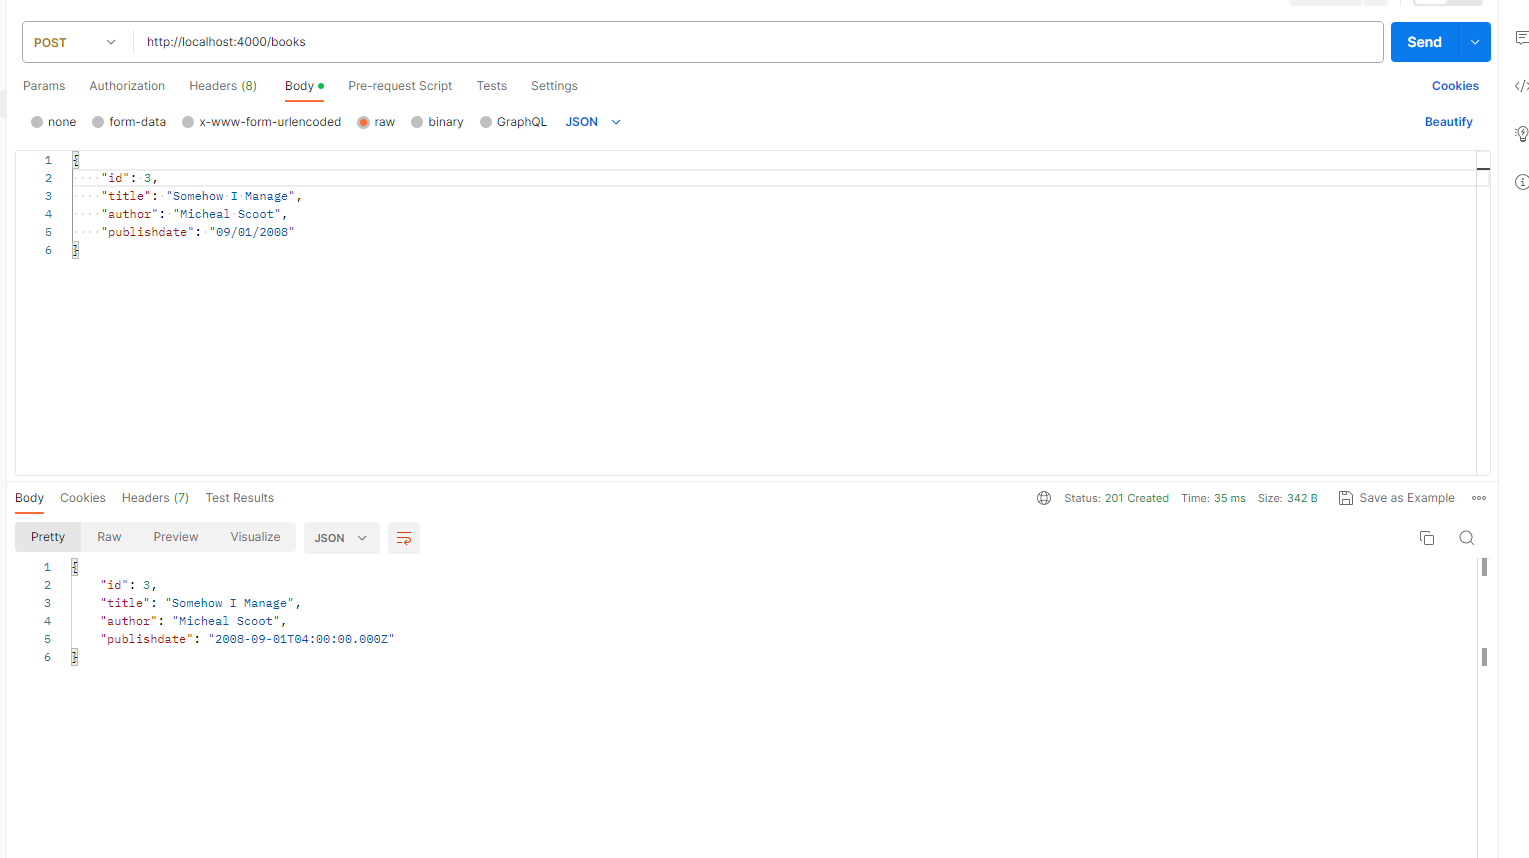 POST http://localhost:4000/books Send
Params Authorization Headers (8) Body Pre-request Script Tests Settings Cookies
none form-data x-www-form-urlencoded raw binary GraphQL JSON Beautify
1 {
2 "id": 3,
3 "title": "Somehow I Manage",
4 "author": "Micheal Scoot",
5 "publishdate": "09/01/2008"
6 }
Body Cookies Headers (7) Test Results Status: 201 Created Time: 35 ms Size: 342 B Save as Example
Pretty Raw Preview Visualize JSON
1 {
2 "id": 3,
3 "title": "Somehow I Manage",
4 "author": "Micheal Scoot",
5 "publishdate": "2008-09-01T04:00:00.000Z"
6 }